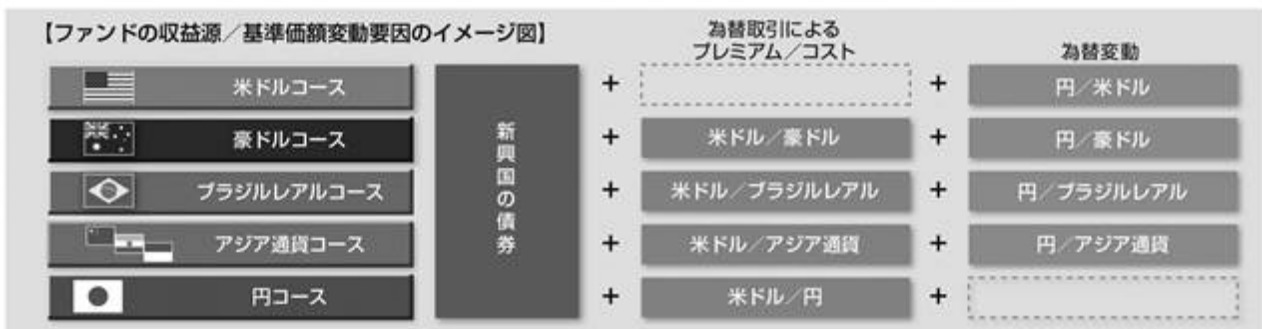 【ファンドの収益源／基準価額変動要因のイメージ図】
為替取引による
プレミアム／コスト
為替変動
米ドルコース
新興国の債券
+
+
円／米ドル
豪ドルコース
+
米ドル／豪ドル
+
円／豪ドル
ブラジルレアルコース
+
米ドル／ブラジルレアル
+
円／ブラジルレアル
アジア通貨コース
+
米ドル／アジア通貨
+
円／アジア通貨
円コース
+
米ドル／円
+